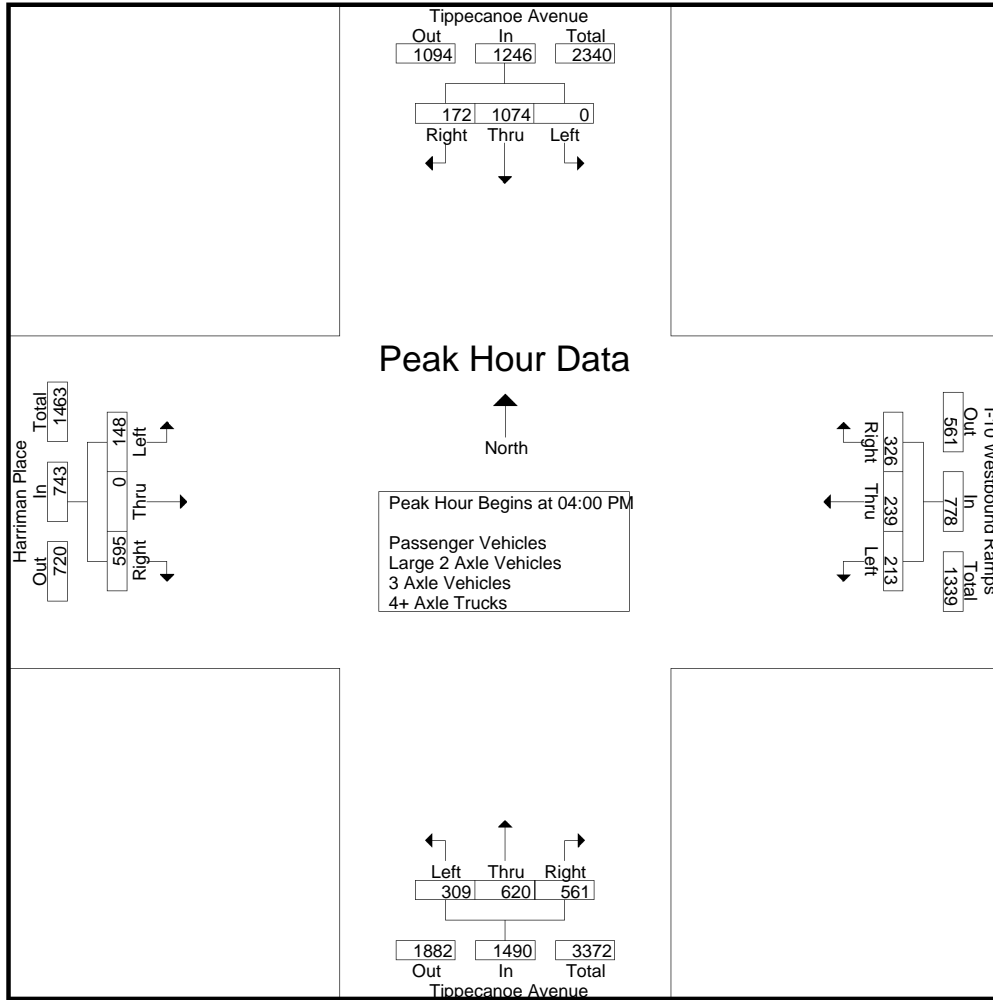 Tippecanoe Avenue
Out In Total
1094 1246 2340
172 1074 0
Right Thru Left
Peak Hour Data
North
Peak Hour Begins at 04:00 PM
Passenger Vehicles
Large 2 Axle Vehicles
3 Axle Vehicles
4+ Axle Trucks
Harriman Place
Out In Total
720 743 1463
595 0 148
Right Thru Left
I-10 Westbound Ramps
Out In Total
561 778 1339
326 239 213
Right Thru Left
Left Thru Right
309 620 561
1882 1490 3372
Out In Total
Tippecanoe Avenue